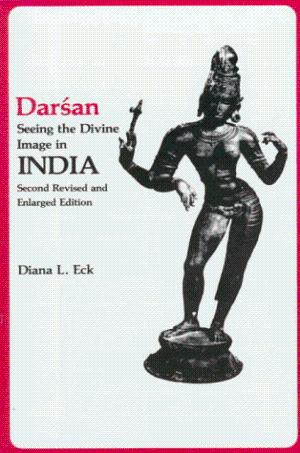 Darśan
Seeing the Divine
Image in
INDIA
Second Revised and
Enlarged Edition
Diana L. Eck